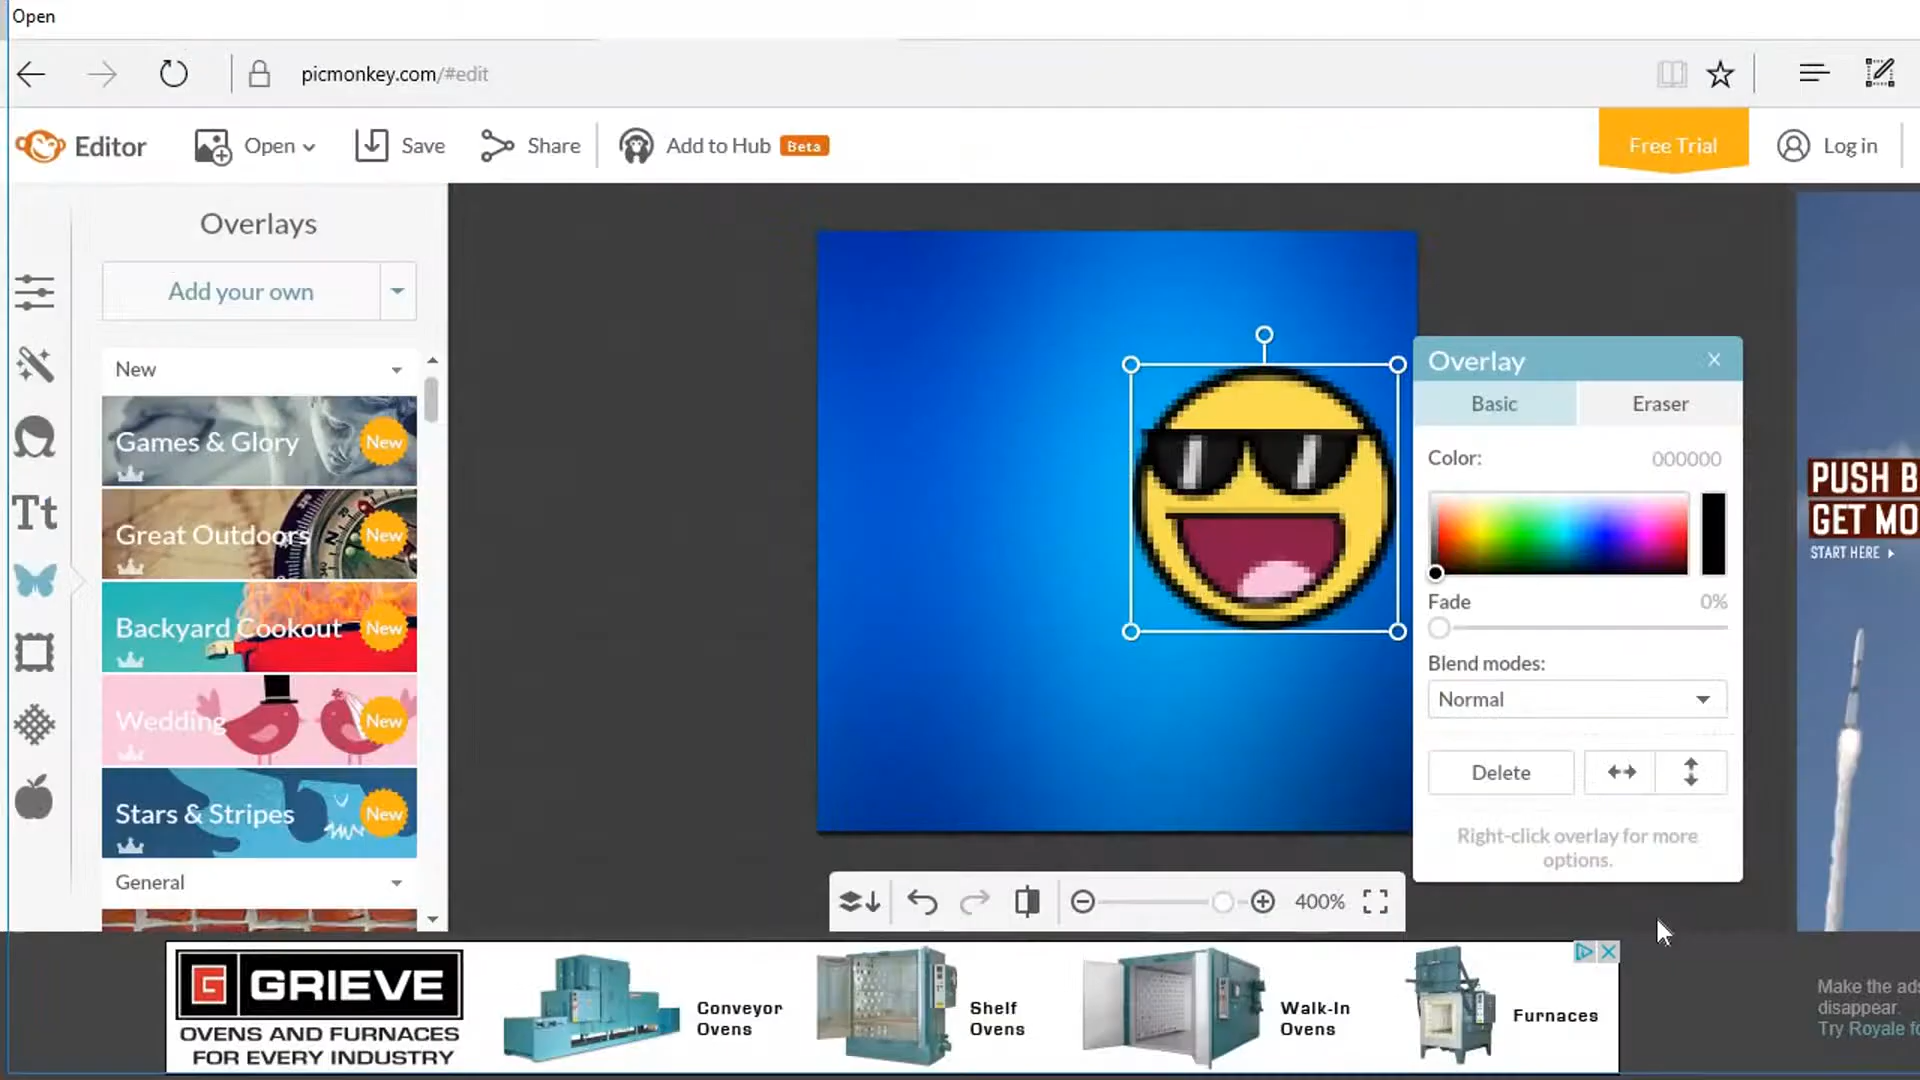 Open
picmonkey.com/#edit
Editor
Open
Save
Share
Add to Hub Beta
Free Trial
Log in
Overlays
Add your own
New
Games & Glory New
Great Outdoors New
Backyard Cookout New
Wedding New
Stars & Stripes New
General
Tt
Overlay
Basic Eraser
Color: 000000
Fade 0%
Blend modes:
Normal
Delete
Right-click overlay for more
options.
400%
PUSH B
GET MO
START HERE
G GRIEVE
OVENS AND FURNACES
FOR EVERY INDUSTRY
Conveyor
Ovens
Shelf
Ovens
Walk-In
Ovens
Furnaces
Make the ads
disappear.
Try Royale fo